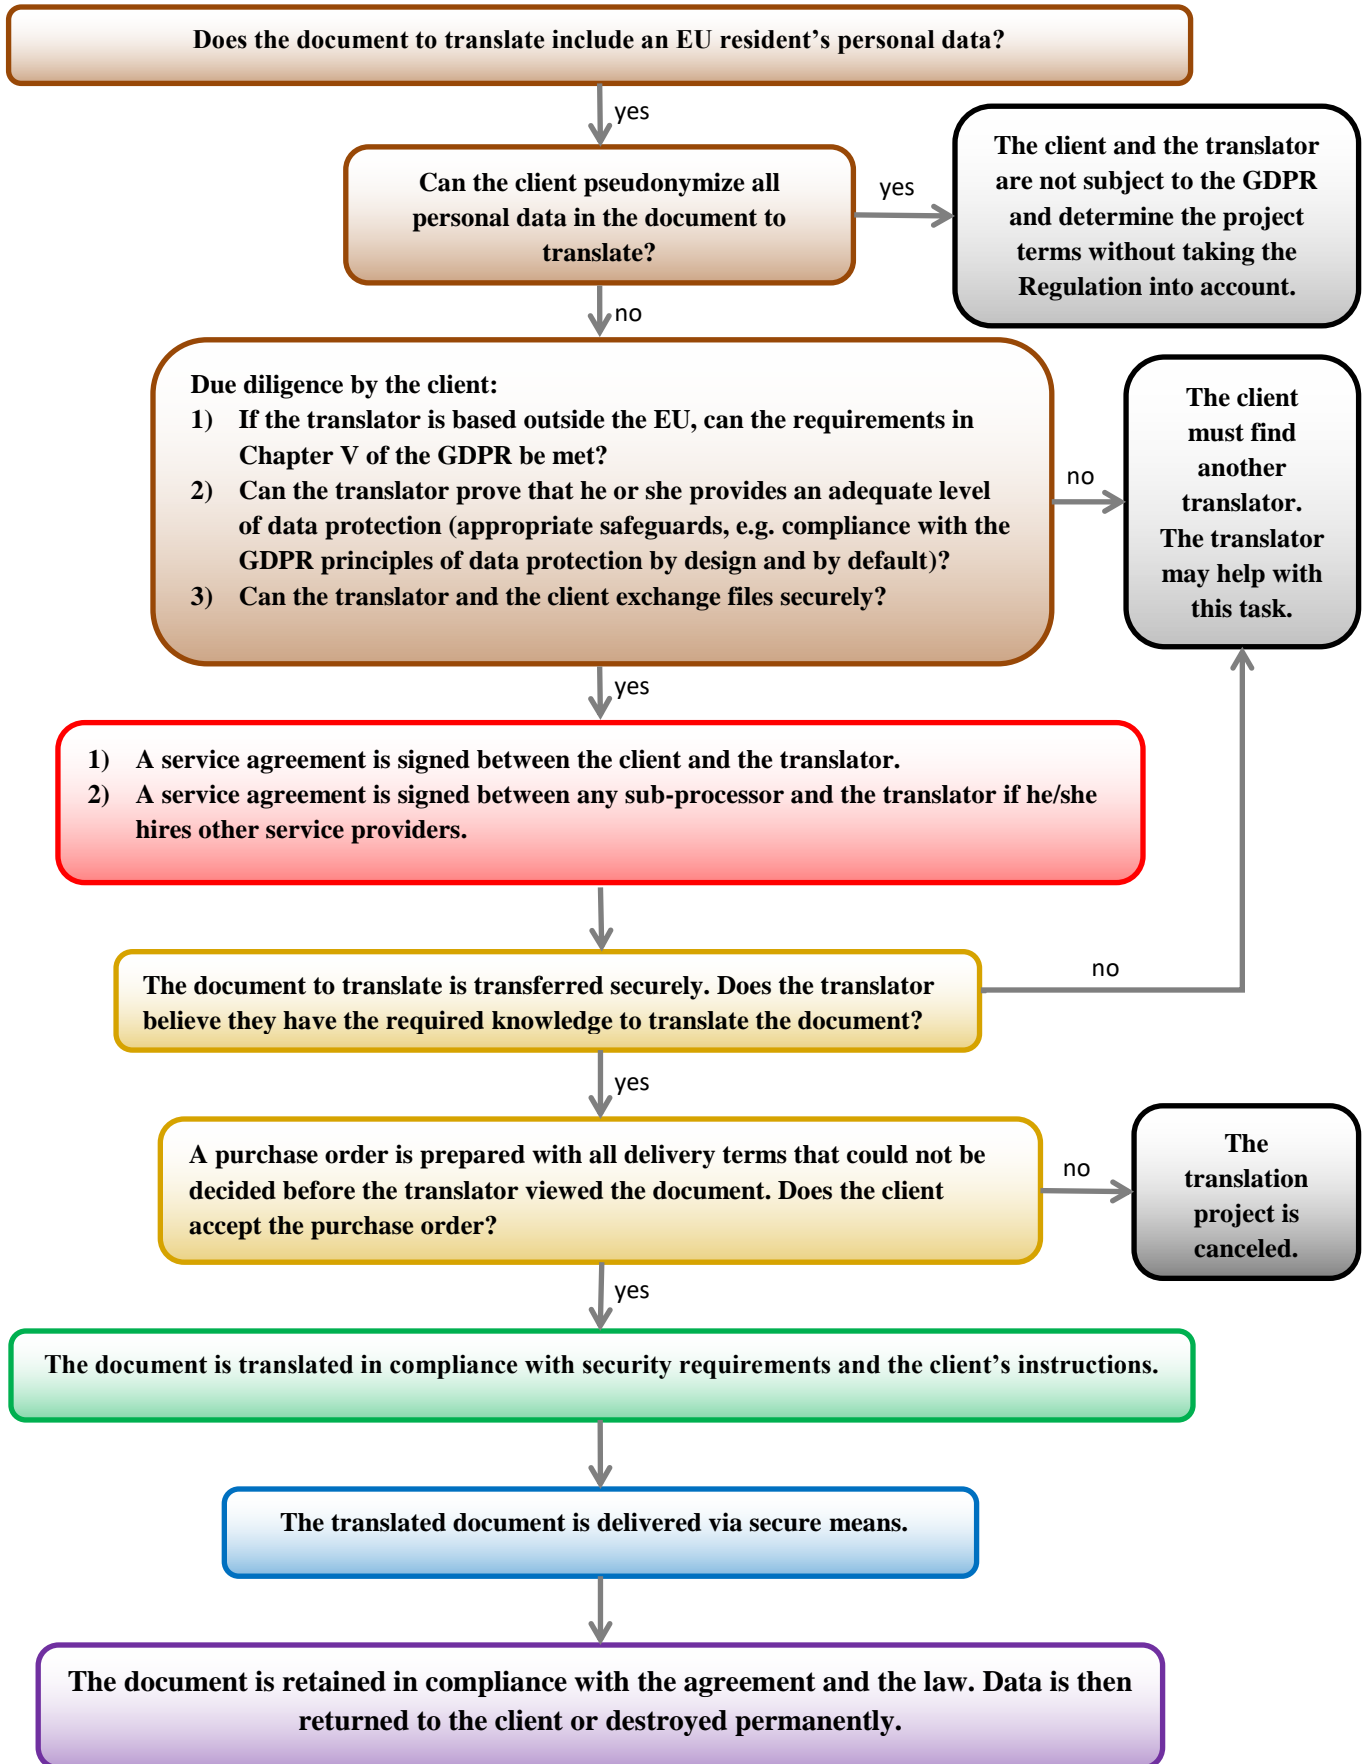 Does the document to translate include an EU resident’s personal data?
yes
Can the client pseudonymize all
personal data in the document to
translate?
yes
The client and the translator
are not subject to the GDPR
and determine the project
terms without taking the
Regulation into account.
no
Due diligence by the client:
1) If the translator is based outside the EU, can the requirements in
Chapter V of the GDPR be met?
2) Can the translator prove that he or she provides an adequate level
of data protection (appropriate safeguards, e.g. compliance with the
GDPR principles of data protection by design and by default)?
3) Can the translator and the client exchange files securely?
no
The client
must find
another
translator.
The translator
may help with
this task.
yes
1) A service agreement is signed between the client and the translator.
2) A service agreement is signed between any sub-processor and the translator if he/she
hires other service providers.
The document to translate is transferred securely. Does the translator
believe they have the required knowledge to translate the document?
no
yes
A purchase order is prepared with all delivery terms that could not be
decided before the translator viewed the document. Does the client
accept the purchase order?
no
The
translation
project is
canceled.
yes
The document is translated in compliance with security requirements and the client’s instructions.
The translated document is delivered via secure means.
The document is retained in compliance with the agreement and the law. Data is then
returned to the client or destroyed permanently.